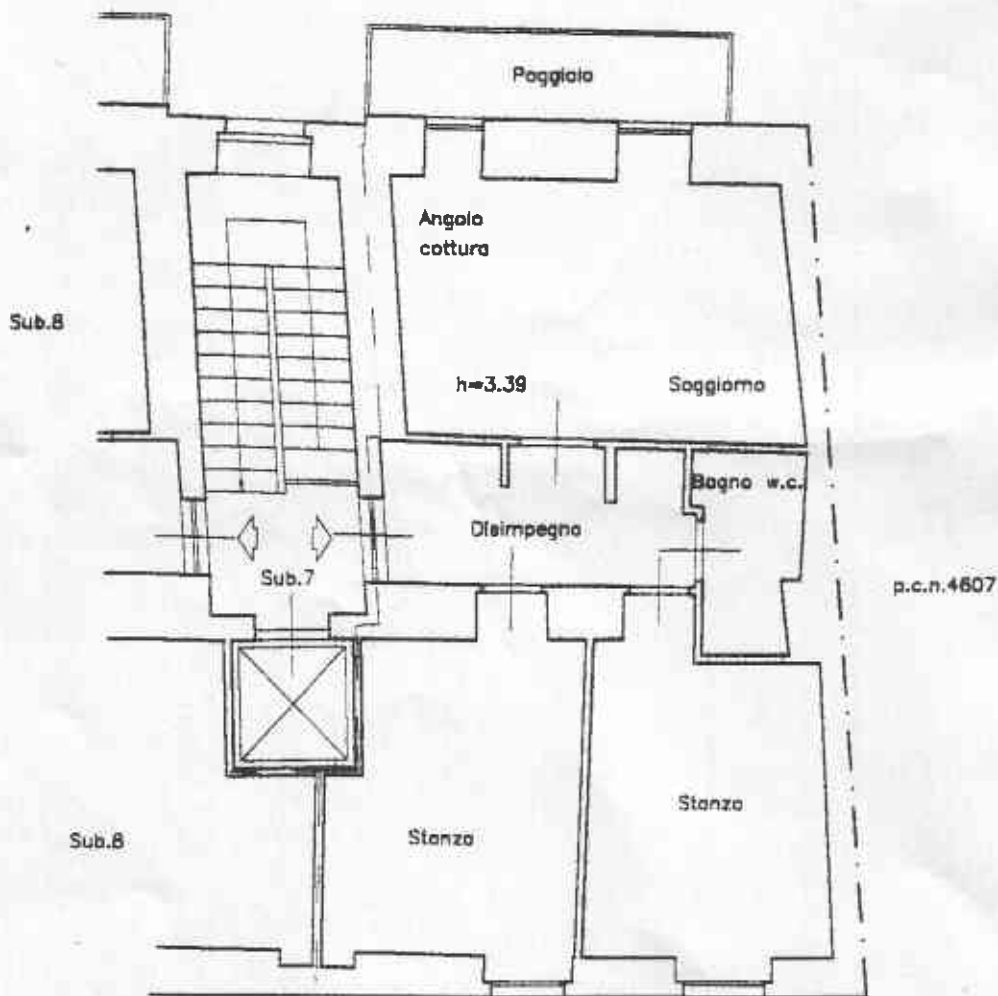 Poggiolo
Angolo
cottura
Sub.8
h=3.39
Soggiorno
Bagno w.c.
Disimpegno
Sub.7
p.c.n.4607
Stanza
Sub.8
Stanza